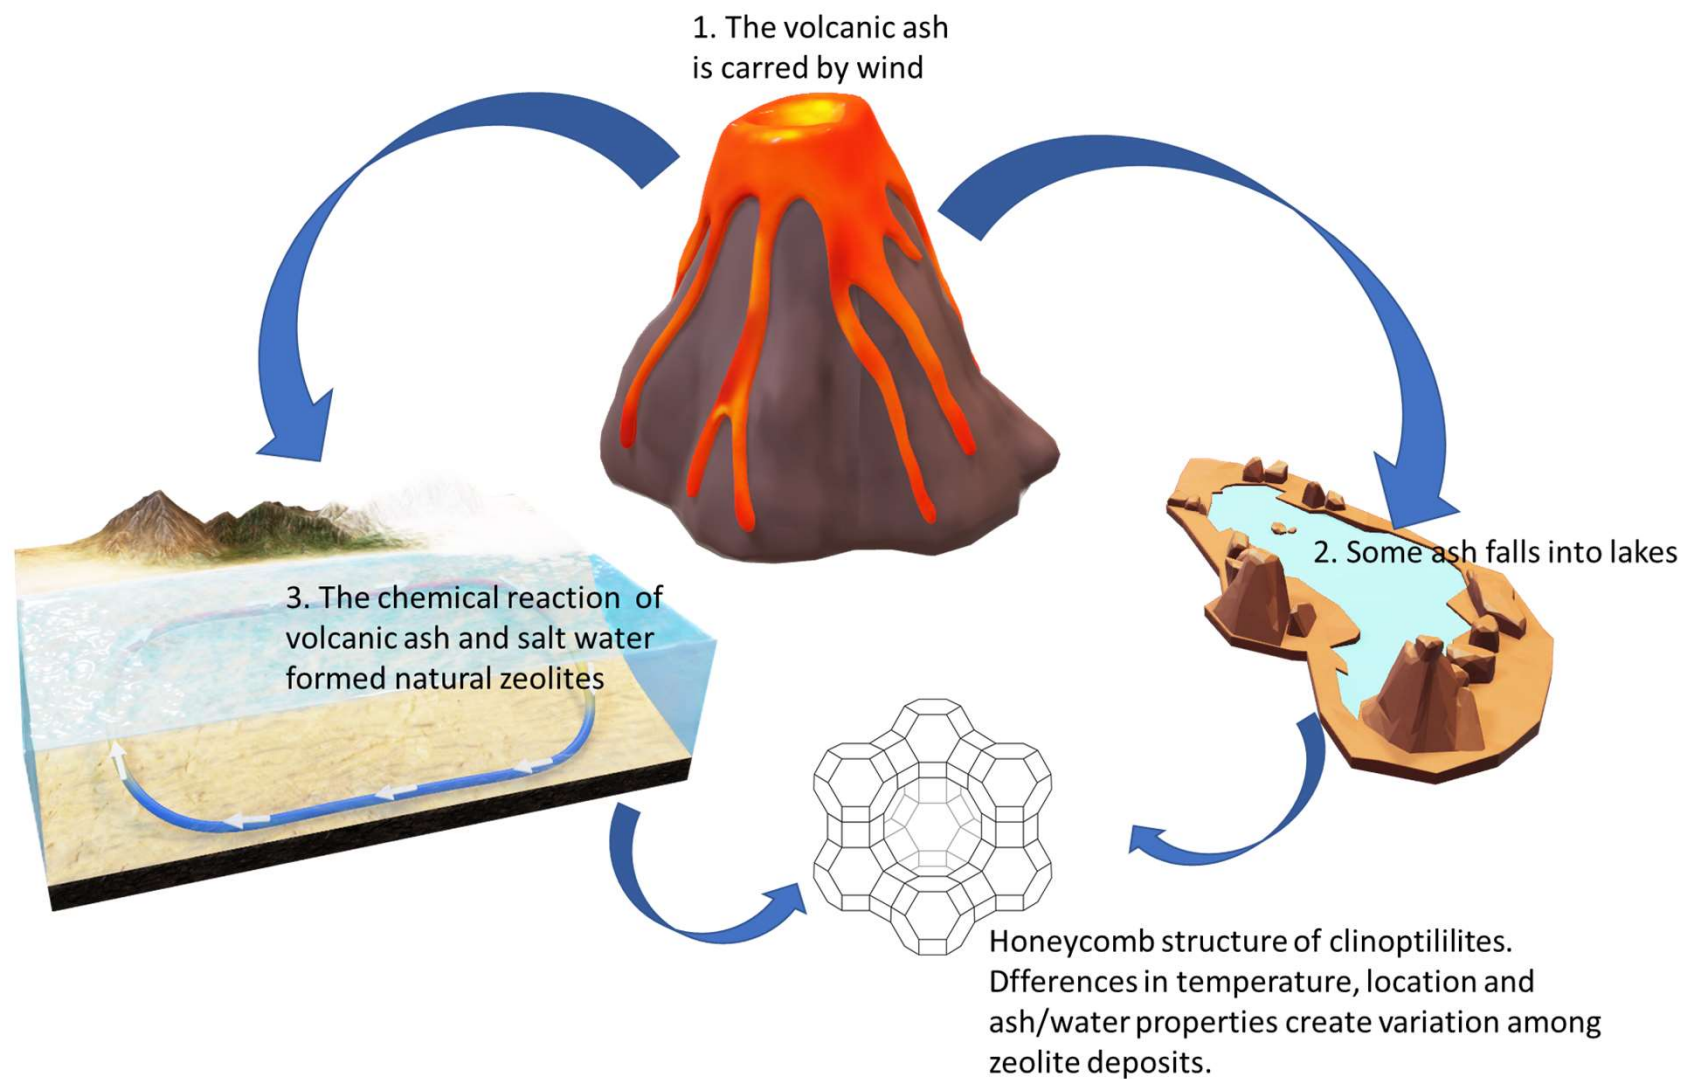 1. The volcanic ash
is carred by wind
2. Some ash falls into lakes
3. The chemical reaction of
volcanic ash and salt water
formed natural zeolites
Honeycomb structure of clinoptililites.
Dfferences in temperature, location and
ash/water properties create variation among
zeolite deposits.